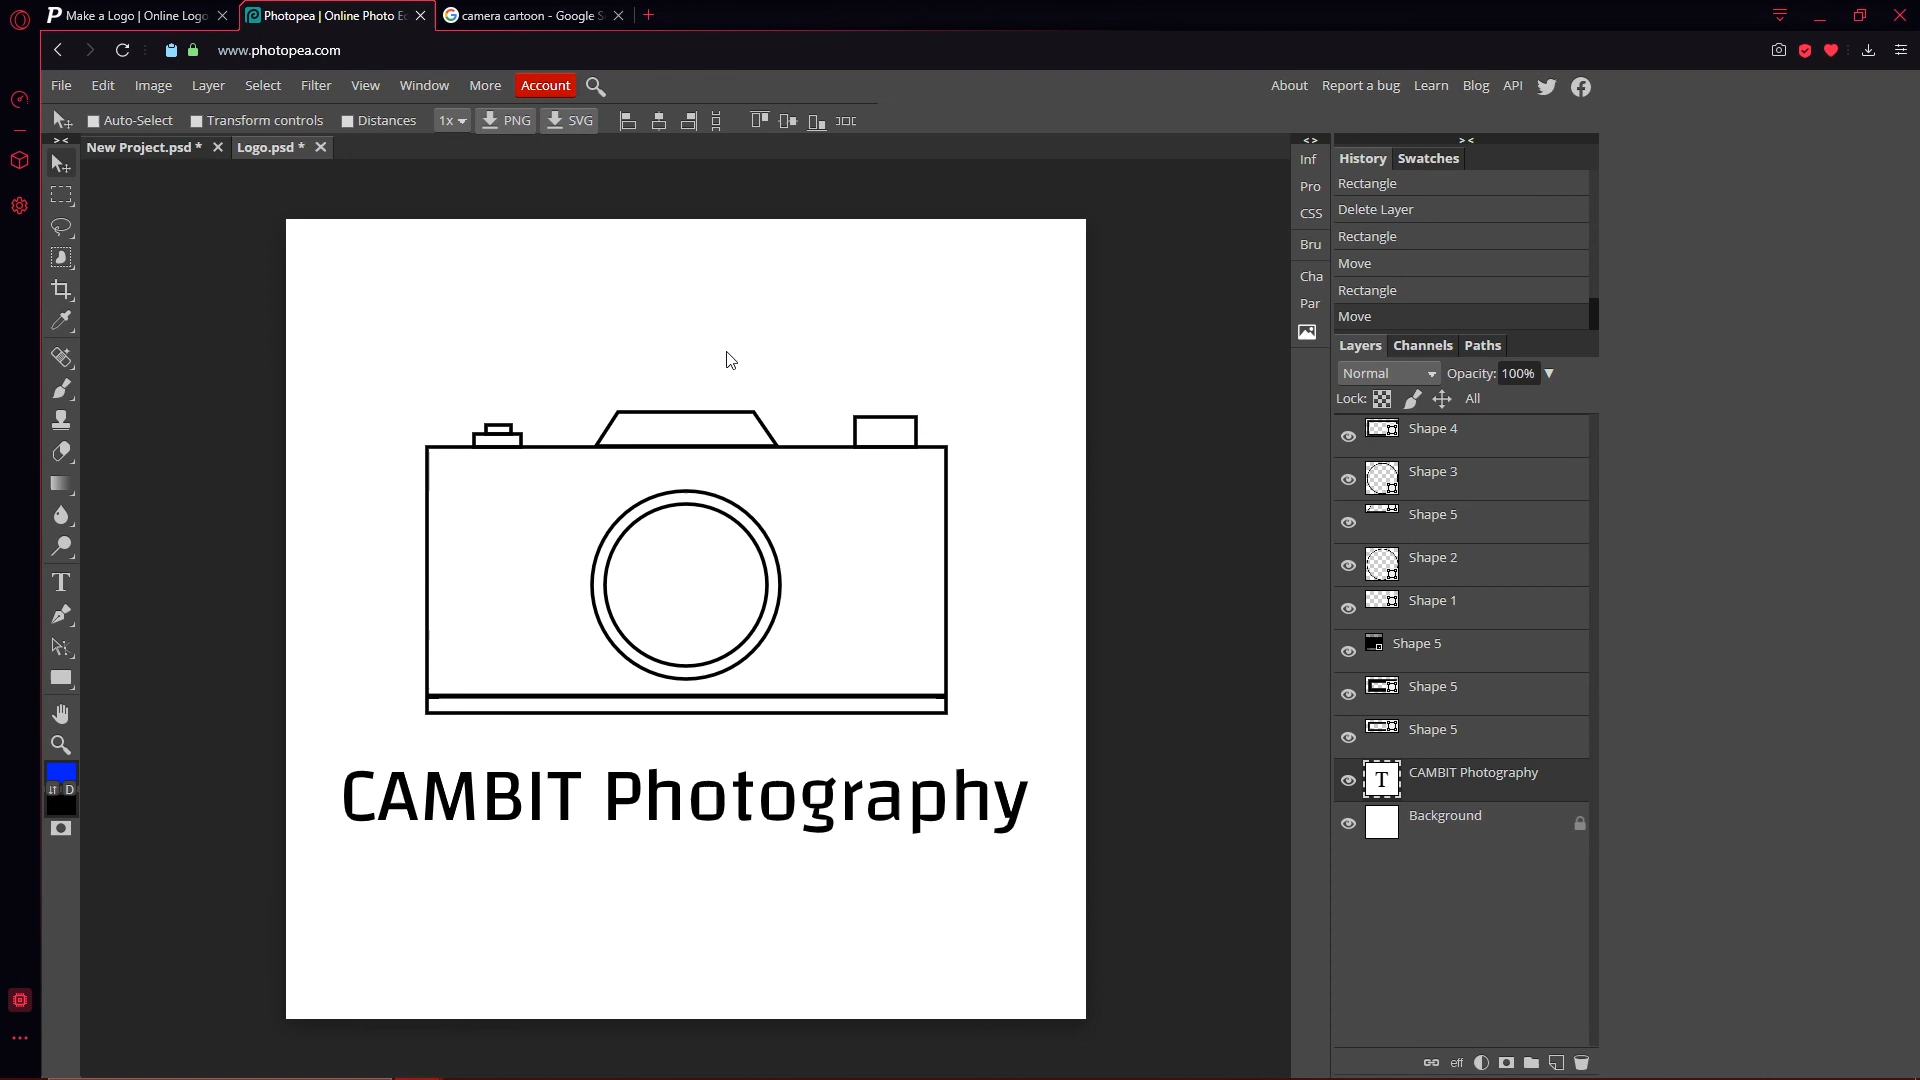 Make a Logo | Online Logo
Photopea | Online Photo Ed
camera cartoon - Google S
www.photopea.com
File Edit Image Layer Select Filter View Window More Account
About Report a bug Learn Blog API
Auto-Select Transform controls Distances 1x PNG SVG
New Project.psd * Logo.psd *
Inf
Pro
CSS
Bru
Cha
Par
History Swatches
Rectangle
Delete Layer
Rectangle
Move
Rectangle
Move
Layers Channels Paths
Normal Opacity: 100%
Lock: All
Shape 4
Shape 3
Shape 5
Shape 2
Shape 1
Shape 5
Shape 5
Shape 5
T CAMBIT Photography
Background
eff
T
D
CAMBIT Photography